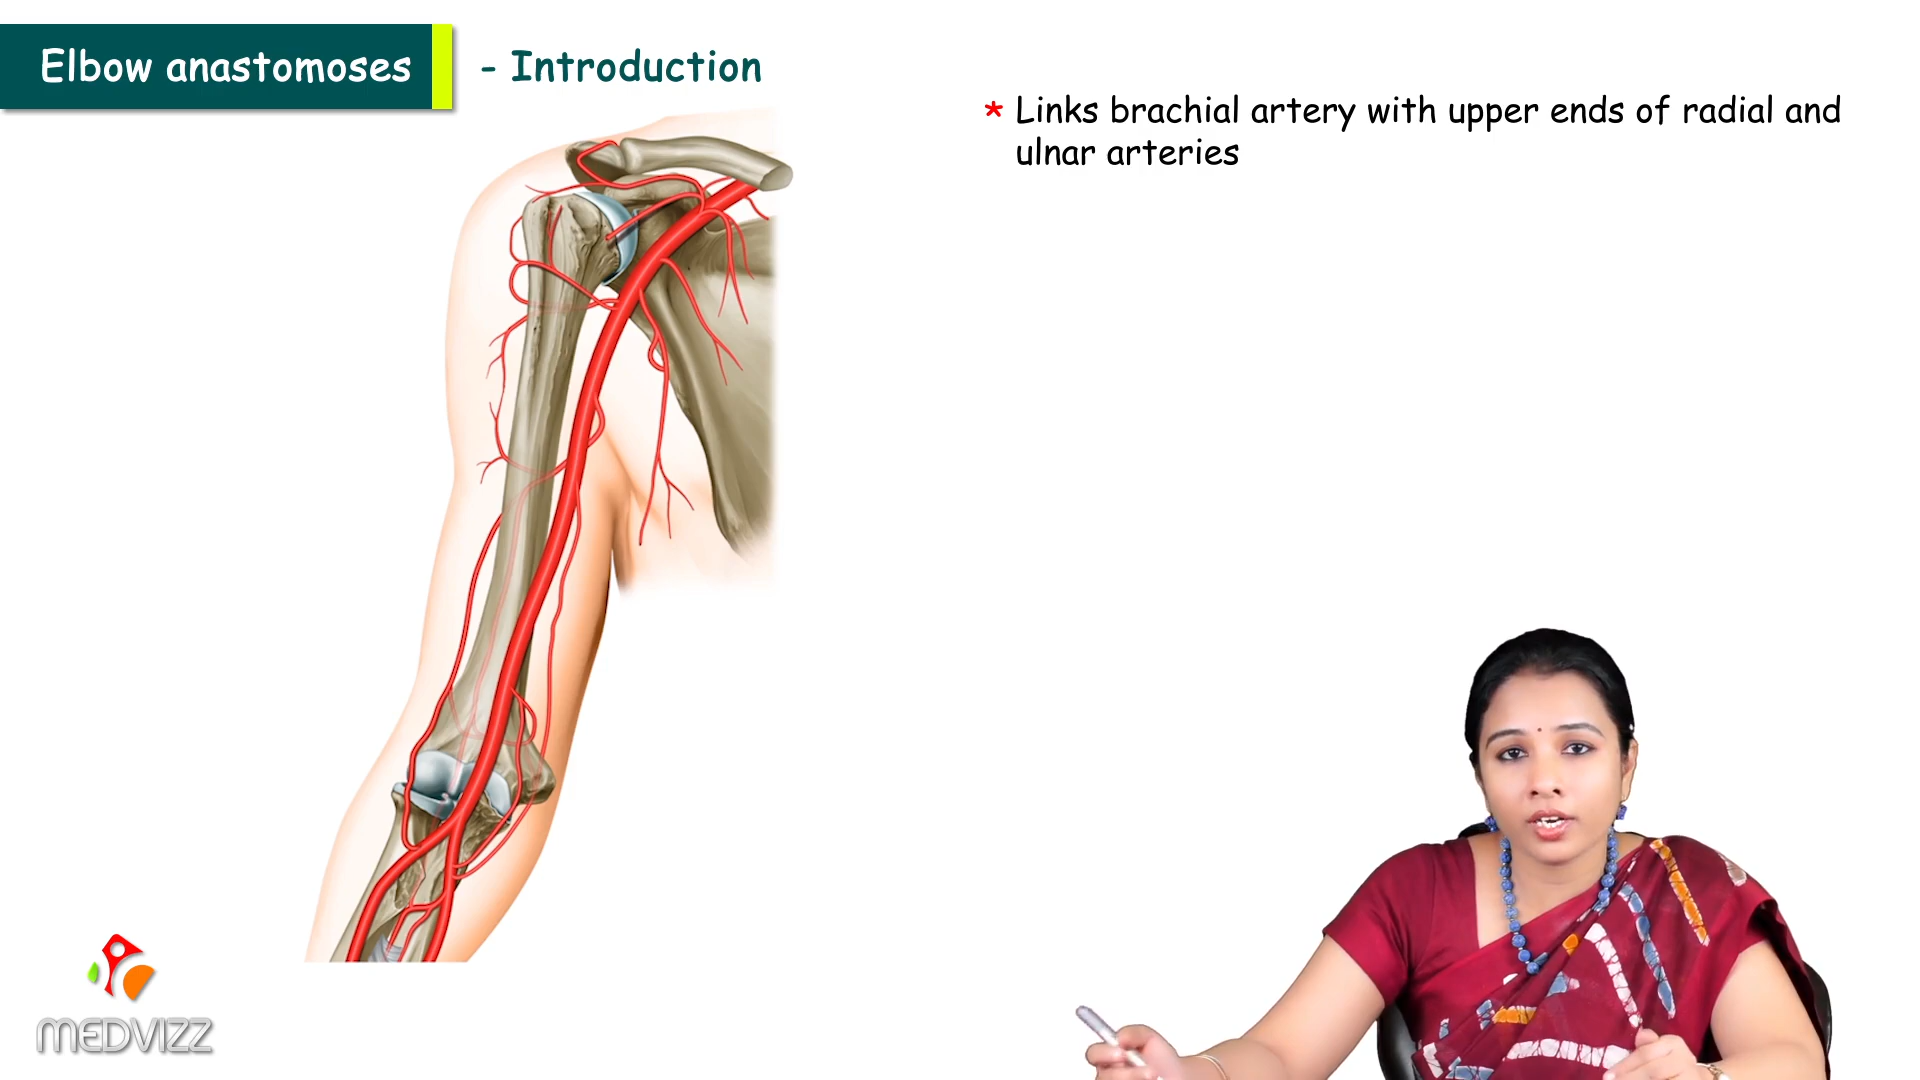 Elbow anastomoses - Introduction
* Links brachial artery with upper ends of radial and
ulnar arteries
MEDVIZZ